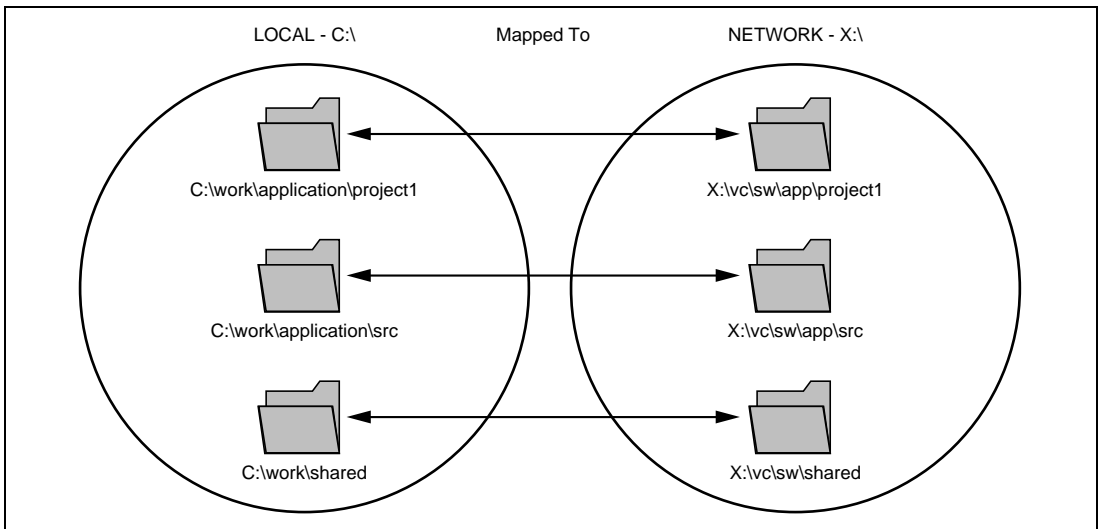 LOCAL - C:\ Mapped To NETWORK - X:\
C:\work\application\project1 X:\vc\sw\app\project1
C:\work\application\src X:\vc\sw\app\src
C:\work\shared X:\vc\sw\shared